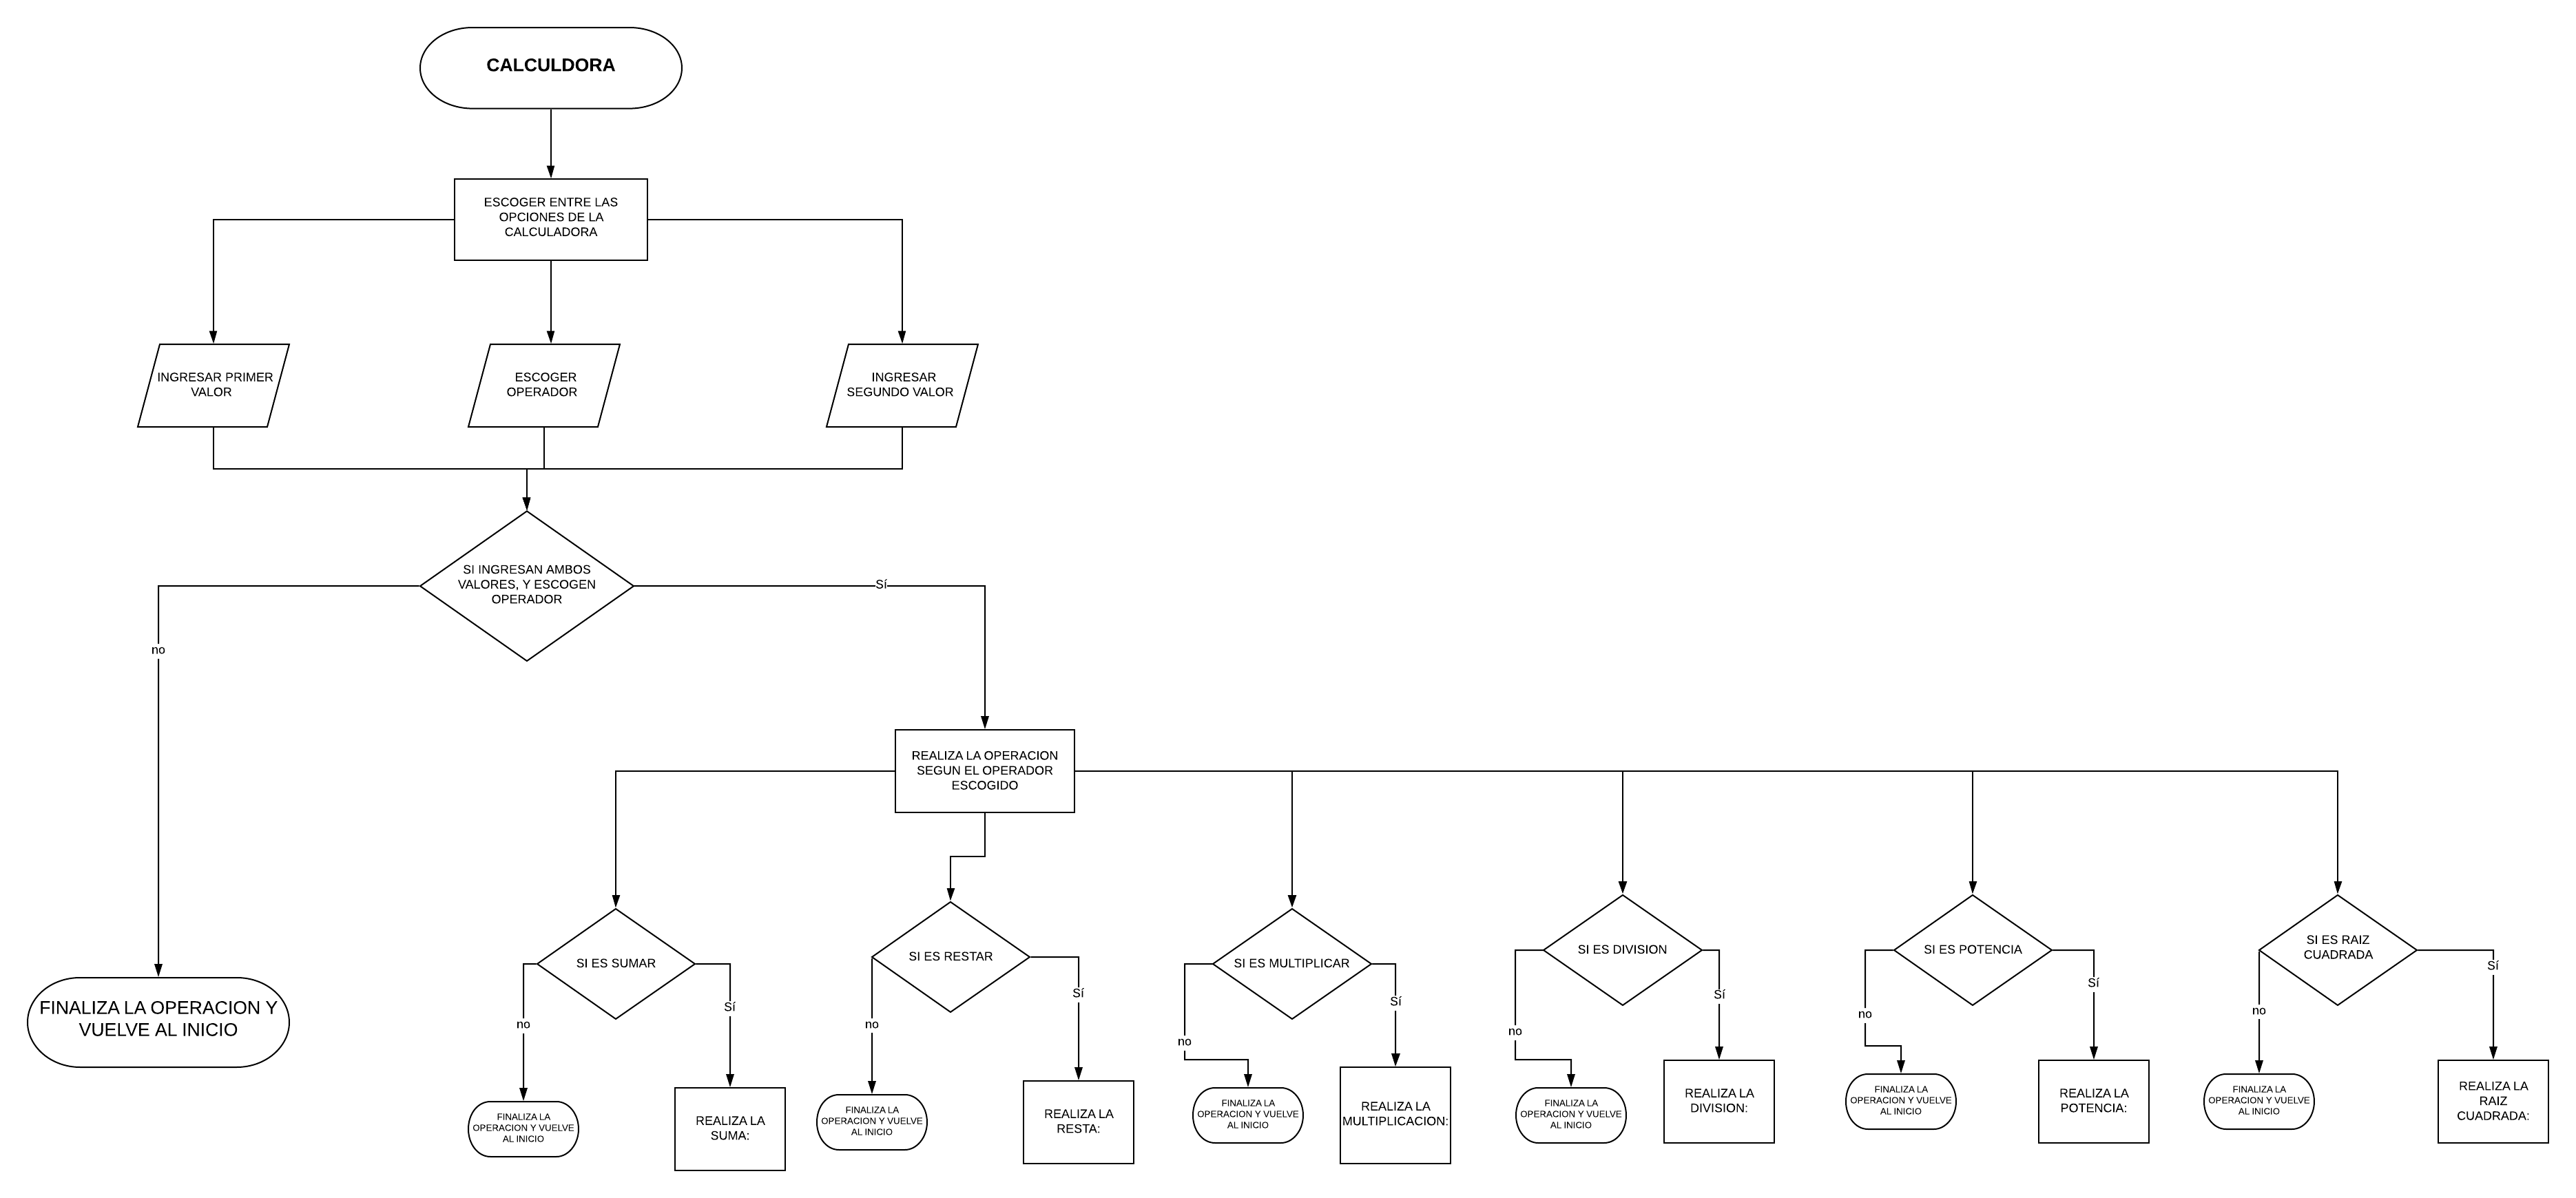 CALCULDORA
ESCOGER ENTRE LAS
OPCIONES DE LA
CALCULADORA
INGRESAR PRIMER
VALOR
ESCOGER
OPERADOR
INGRESAR
SEGUNDO VALOR
SI INGRESAN AMBOS
VALORES, Y ESCOGEN
OPERADOR
Sí
no
REALIZA LA OPERACION
SEGUN EL OPERADOR
ESCOGIDO
FINALIZA LA OPERACION Y
VUELVE AL INICIO
SI ES SUMAR
no
Sí
FINALIZA LA
OPERACION Y VUELVE
AL INICIO
REALIZA LA
SUMA:
SI ES RESTAR
no
Sí
FINALIZA LA
OPERACION Y VUELVE
AL INICIO
REALIZA LA
RESTA:
SI ES MULTIPLICAR
no
Sí
FINALIZA LA
OPERACION Y VUELVE
AL INICIO
REALIZA LA
MULTIPLICACION:
SI ES DIVISION
no
Sí
FINALIZA LA
OPERACION Y VUELVE
AL INICIO
REALIZA LA
DIVISION:
SI ES POTENCIA
no
Sí
FINALIZA LA
OPERACION Y VUELVE
AL INICIO
REALIZA LA
POTENCIA:
SI ES RAIZ
CUADRADA
no
Sí
FINALIZA LA
OPERACION Y VUELVE
AL INICIO
REALIZA LA
RAIZ
CUADRADA: